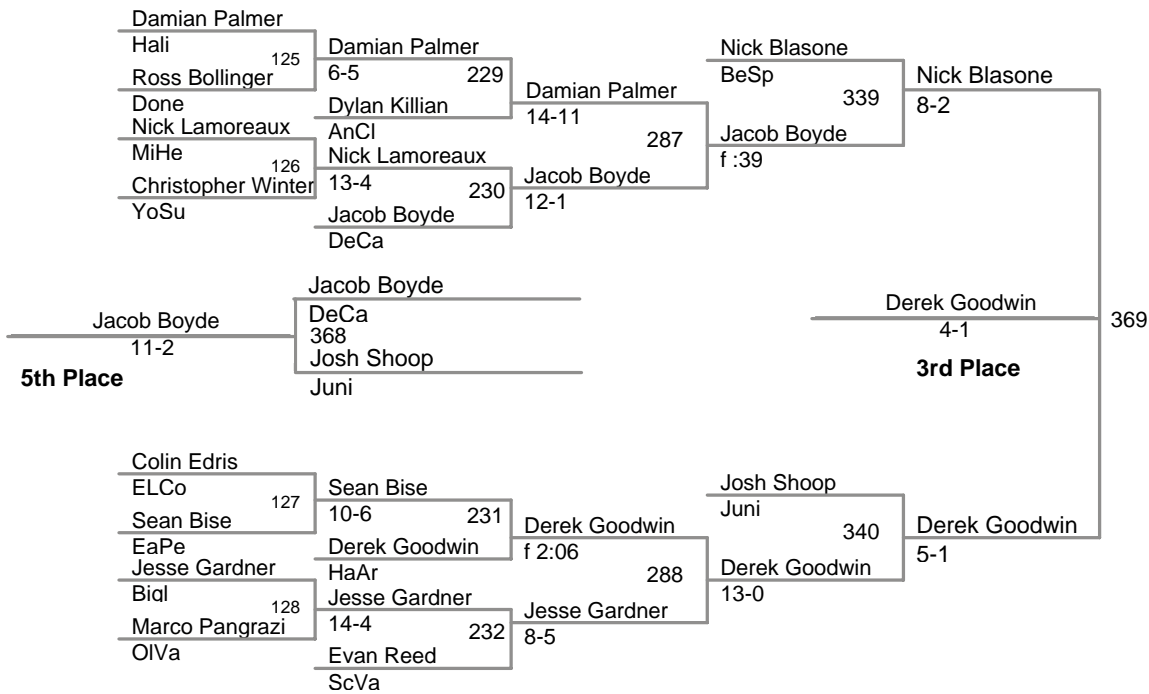 Damian Palmer
Hali
125
Ross Bollinger
Done
Nick Lamoreaux
MiHe
126
Christopher Winter
YoSu
Damian Palmer
6-5
229
Dylan Killian
AnCl
Nick Lamoreaux
13-4
230
Jacob Boyde
DeCa
Damian Palmer
14-11
287
Jacob Boyde
12-1
Nick Blasone
BeSp
339
Jacob Boyde
f :39
Nick Blasone
8-2
Jacob Boyde
DeCa
368
Josh Shoop
Juni
Jacob Boyde
11-2
5th Place
Derek Goodwin
4-1
369
3rd Place
Colin Edris
ELCo
127
Sean Bise
EaPe
Jesse Gardner
Bigl
128
Marco Pangrazi
OlVa
Sean Bise
10-6
231
Derek Goodwin
HaAr
Jesse Gardner
14-4
232
Evan Reed
ScVa
Derek Goodwin
f 2:06
288
Jesse Gardner
8-5
Josh Shoop
Juni
340
Derek Goodwin
13-0
Derek Goodwin
5-1